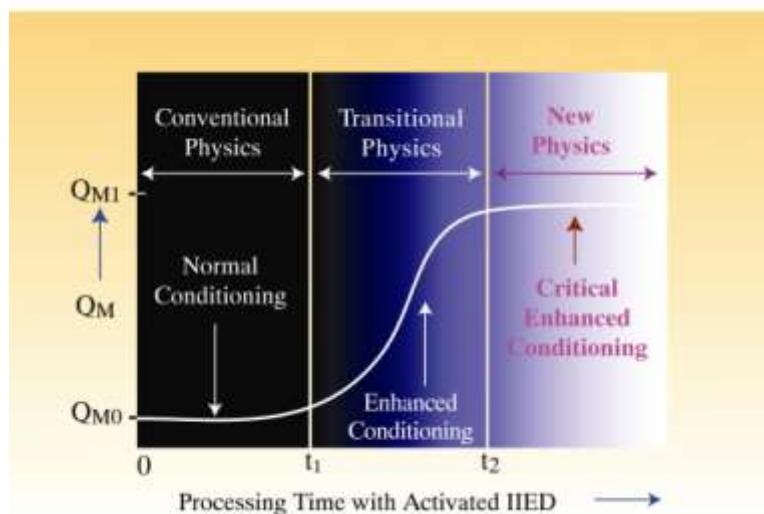 Conventional
Physics
Transitional
Physics
New
Physics
QM1
Normal
Conditioning
QM
Critical
Enhanced
Conditioning
QM0
Enhanced
Conditioning
0
t1
t2
Processing Time with Activated IIED